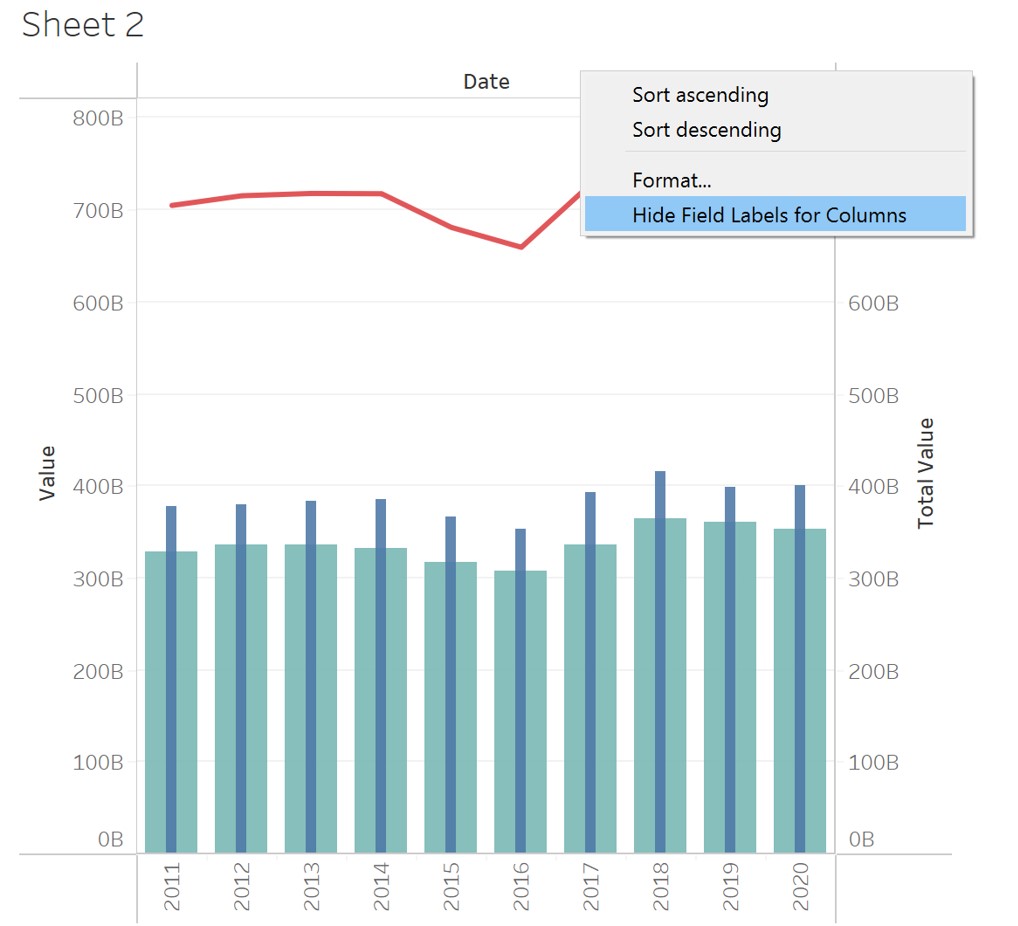 Sheet 2
Date
Sort ascending
Sort descending
Format...
Hide Field Labels for Columns
800B
700B
600B
500B
400B
300B
200B
100B
0B
Value
600B
500B
400B
300B
200B
100B
0B
Total Value
2011
2012
2013
2014
2015
2016
2017
2018
2019
2020